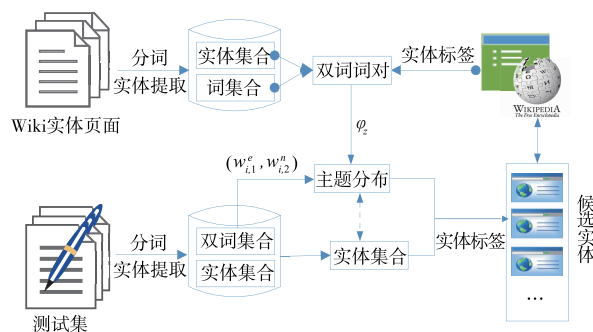 Wiki实体页面
分词
实体提取
实体集合
词集合
双词词对
实体标签
WIKIPEDIA
The Free Encyclopedia
φz
(w^e_{i,1}, w^n_{i,2})
主题分布
测试集
分词
实体提取
双词集合
实体集合
实体集合
实体标签
候选实体
...